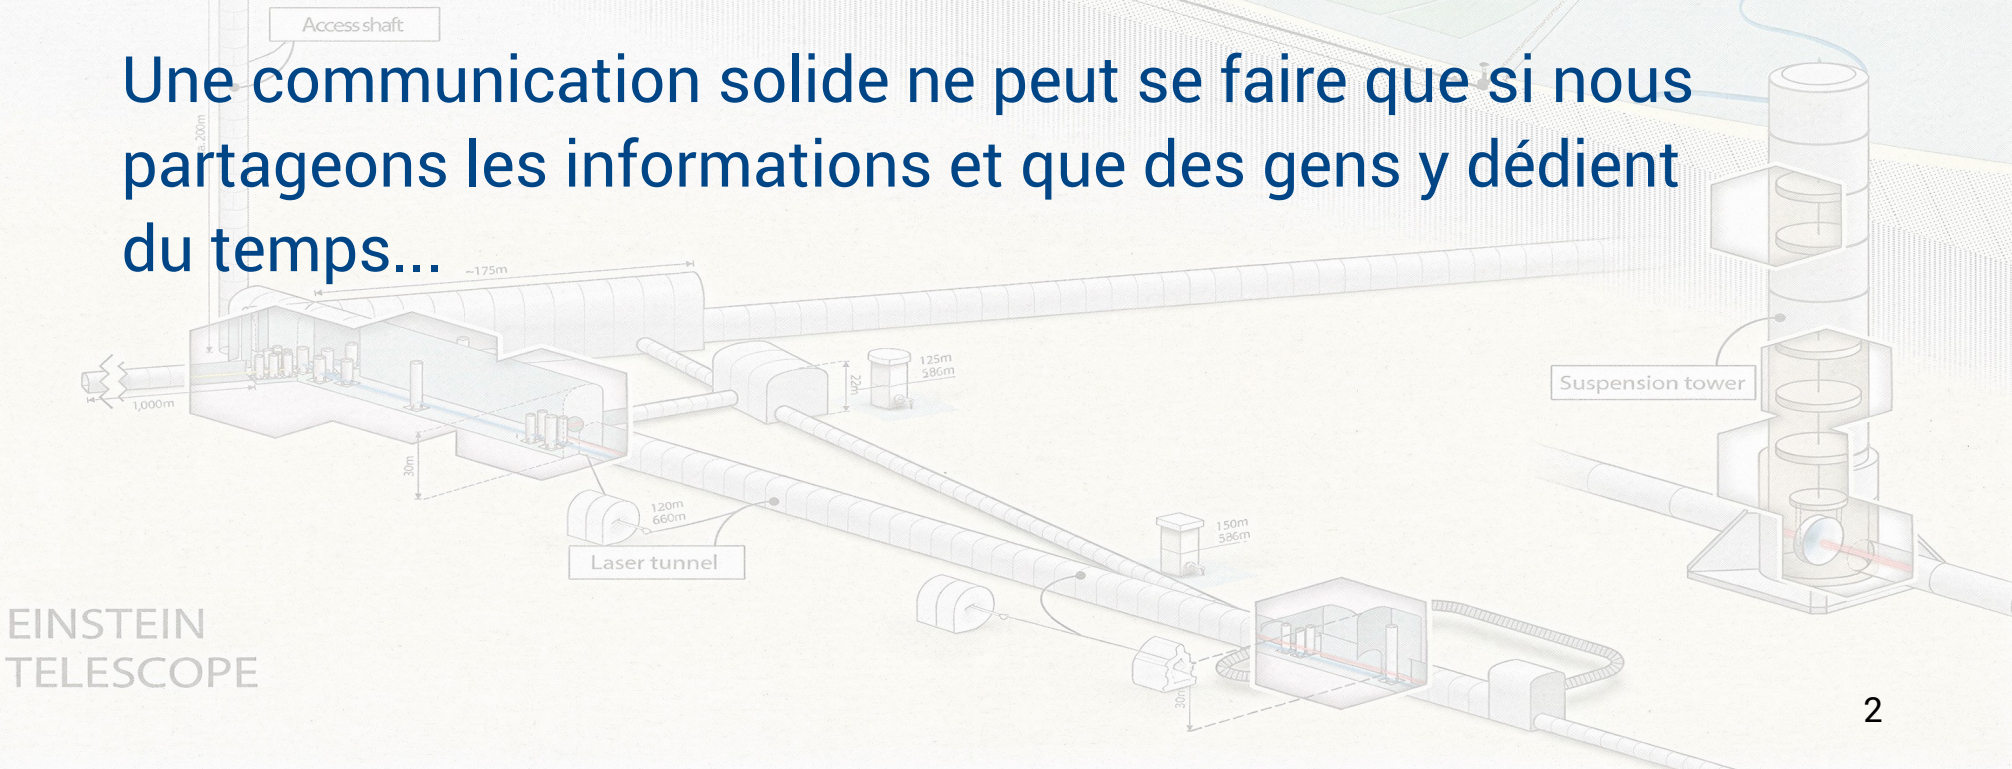 Access shaft
Une communication solide ne peut se faire que si nous
partageons les informations et que des gens y dédient
du temps...
~175m
125m
586m
22m
1,000m
Suspension tower
30m
120m
660m
150m
586m
Laser tunnel
EINSTEIN
TELESCOPE
30m
2